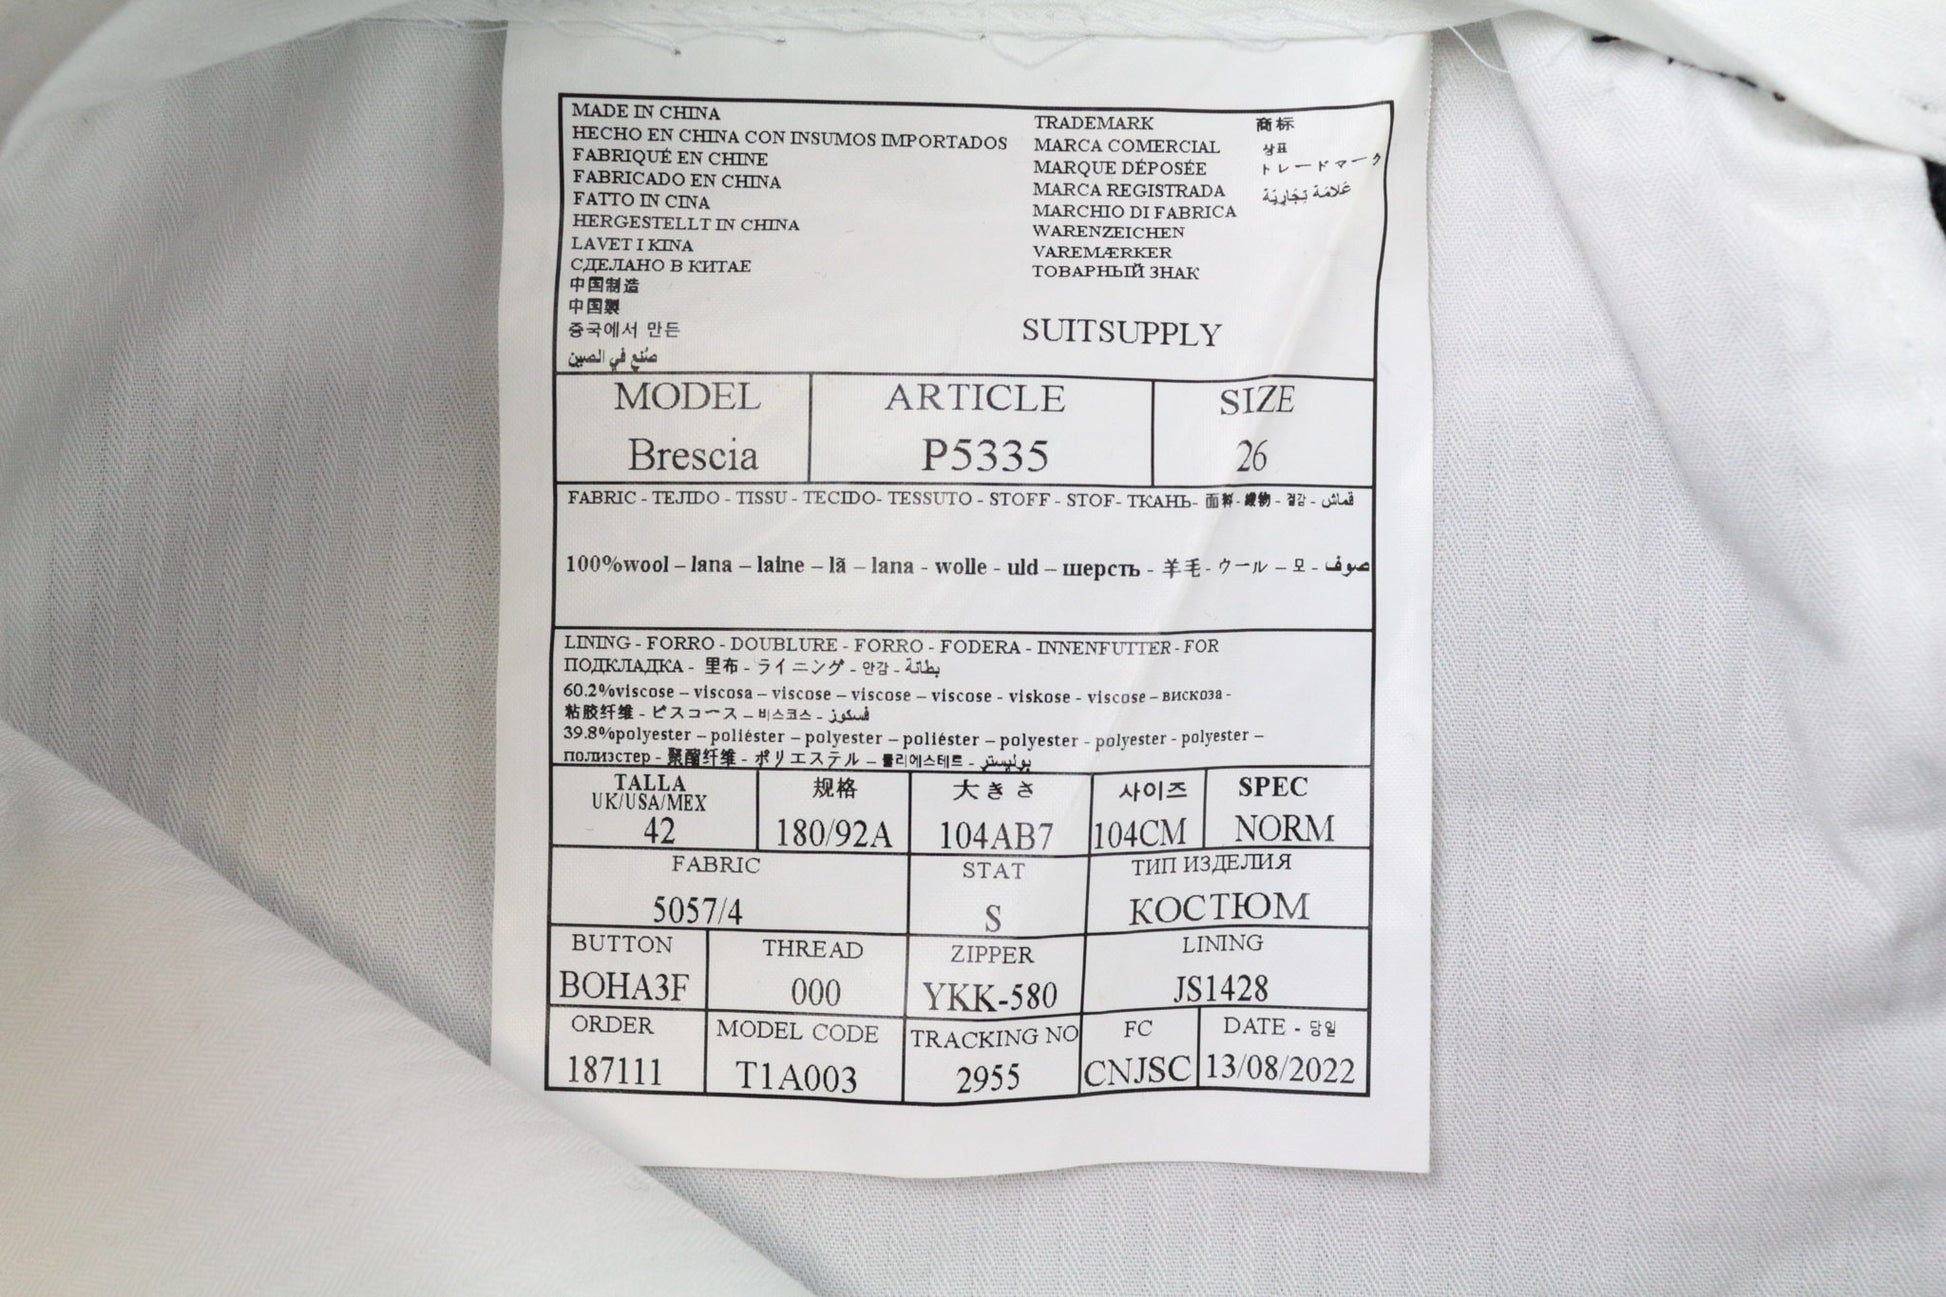 MADE IN CHINA
HECHO EN CHINA CON INSUMOS IMPORTADOS
FABRIQUÉ EN CHINE
FABRICADO EN CHINA
FATTO IN CINA
HERGESTELLT IN CHINA
LAVET I KINA
СДЕЛАНО В КИТАЕ
中国制造
中国製
중국에서 만든
صُنع في الصين
TRADEMARK
MARCA COMERCIAL
MARQUE DÉPOSÉE
MARCA REGISTRADA
MARCHIO DI FABRICA
WARENZEICHEN
VAREMÆRKER
ТОВАРНЫЙ ЗНАК
商标
상표
トレードマーク
عَلامَة تِجَارِيّة
SUITSUPPLY
MODEL
Brescia
ARTICLE
P5335
SIZE
26
FABRIC - TEJIDO - TISSU - TECIDO- TESSUTO - STOFF - STOF- ТКАНЬ- 面料 - 織物 - 겉감 - قماش
100%wool – lana – laine – lã – lana - wolle - uld – шерсть - 羊毛 - ウール – 모 - صوف
LINING - FORRO - DOUBLURE - FORRO - FODERA - INNENFUTTER - FOR
ПОДКЛАДКА - 里布 - ライニング - 안감 - بطانة
60.2%viscose – viscosa – viscose – viscose – viscose - viskose - viscose – вискоза -
粘胶纤维 - ビスコース – 비스코스 - فسكوز
39.8%polyester – poliéster – polyester – poliéster – polyester - polyester - polyester –
полиэстер - 聚酯纤维 - ポリエステル – 폴리에스테르 - بوليستر
TALLA
UK/USA/MEX
42
规格
180/92A
大きさ
104AB7
사이즈
104CM
SPEC
NORM
FABRIC
5057/4
STAT
S
ТИП ИЗДЕЛИЯ
КОСТЮМ
BUTTON
BOHA3F
THREAD
000
ZIPPER
YKK-580
LINING
JS1428
ORDER
187111
MODEL CODE
T1A003
TRACKING NO
2955
FC
CNJSC
DATE - 당일
13/08/2022